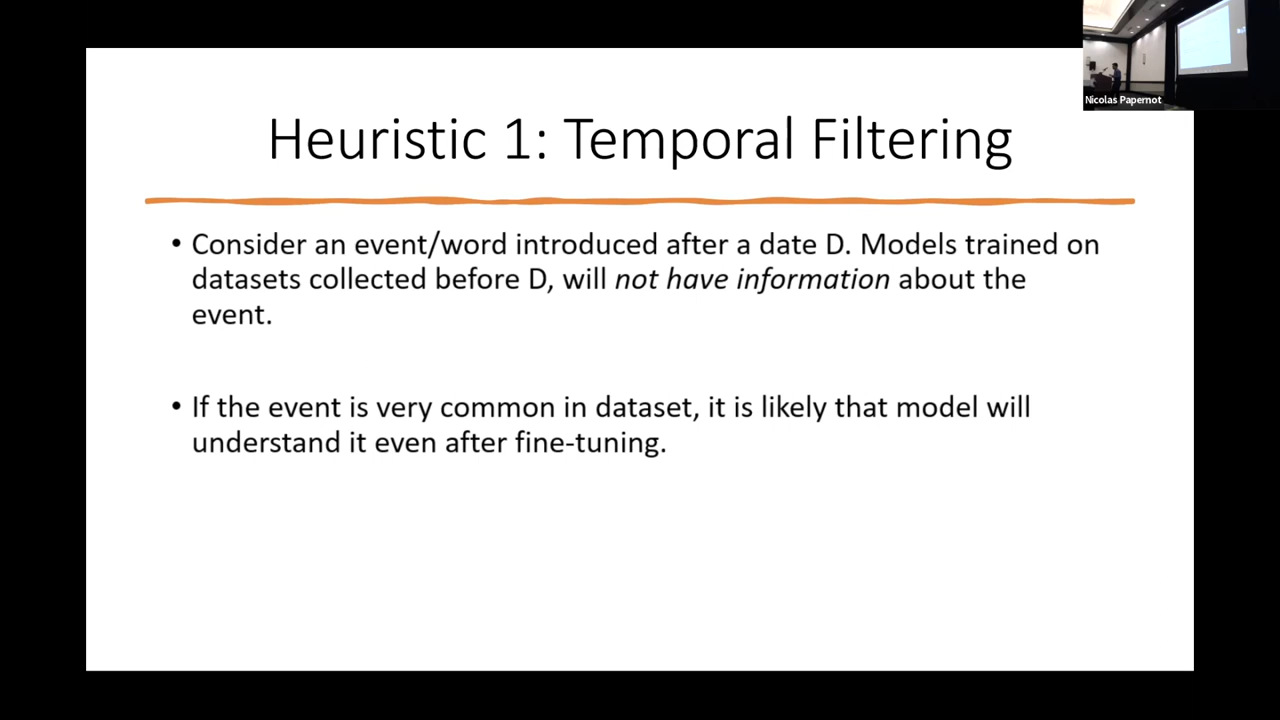 Nicolas Papernot
Heuristic 1: Temporal Filtering
• Consider an event/word introduced after a date D. Models trained on
datasets collected before D, will not have information about the
event.
• If the event is very common in dataset, it is likely that model will
understand it even after fine-tuning.